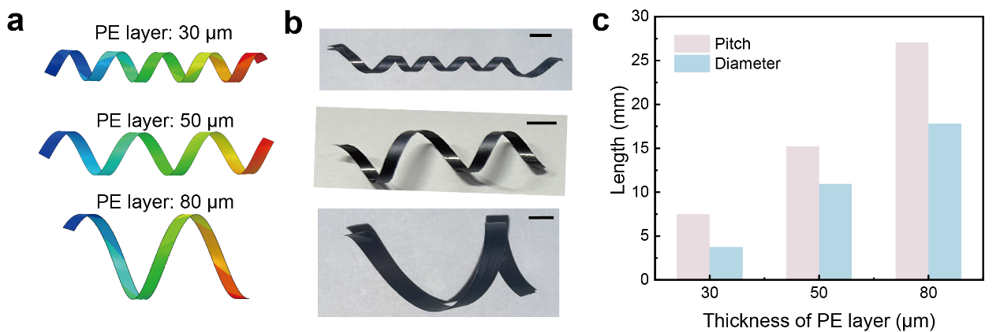 a
PE layer: 30 μm
PE layer: 50 μm
PE layer: 80 μm
b
c
30
25
20
15
10
5
0
Length (mm)
Pitch
Diameter
30
50
80
Thickness of PE layer (μm)